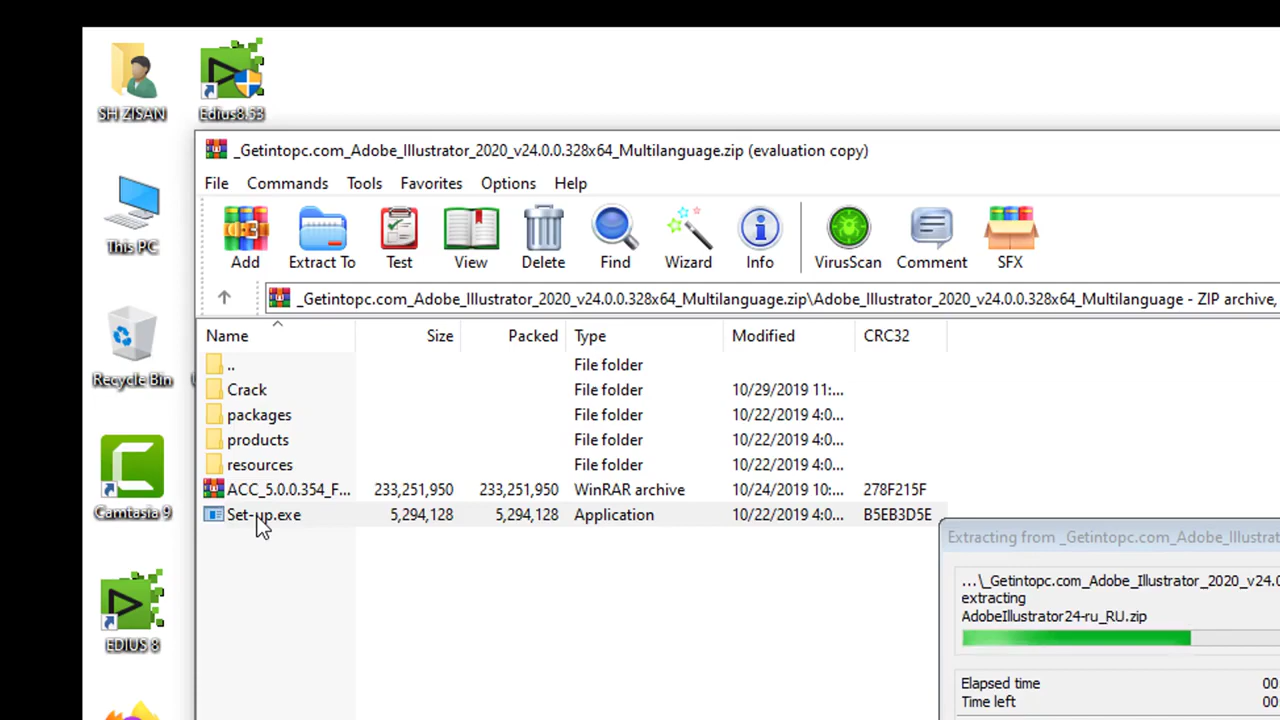 SH ZISAN
Edius8.53
This PC
Recycle Bin
Camtasia 9
EDIUS 8
_Getintopc.com_Adobe_Illustrator_2020_v24.0.0.328x64_Multilanguage.zip (evaluation copy)
File Commands Tools Favorites Options Help
Add Extract To Test View Delete Find Wizard Info VirusScan Comment SFX
_Getintopc.com_Adobe_Illustrator_2020_v24.0.0.328x64_Multilanguage.zip\Adobe_Illustrator_2020_v24.0.0.328x64_Multilanguage - ZIP archive,
Name Size Packed Type Modified CRC32
.. File folder
Crack File folder 10/29/2019 11:...
packages File folder 10/22/2019 4:0...
products File folder 10/22/2019 4:0...
resources File folder 10/22/2019 4:0...
ACC_5.0.0.354_F... 233,251,950 233,251,950 WinRAR archive 10/24/2019 10:... 278F215F
Set-up.exe 5,294,128 5,294,128 Application 10/22/2019 4:0... B5EB3D5E
Extracting from _Getintopc.com_Adobe_Illustrat
...\_Getintopc.com_Adobe_Illustrator_2020_v24.0
extracting
AdobeIllustrator24-ru_RU.zip
Elapsed time 00
Time left 00